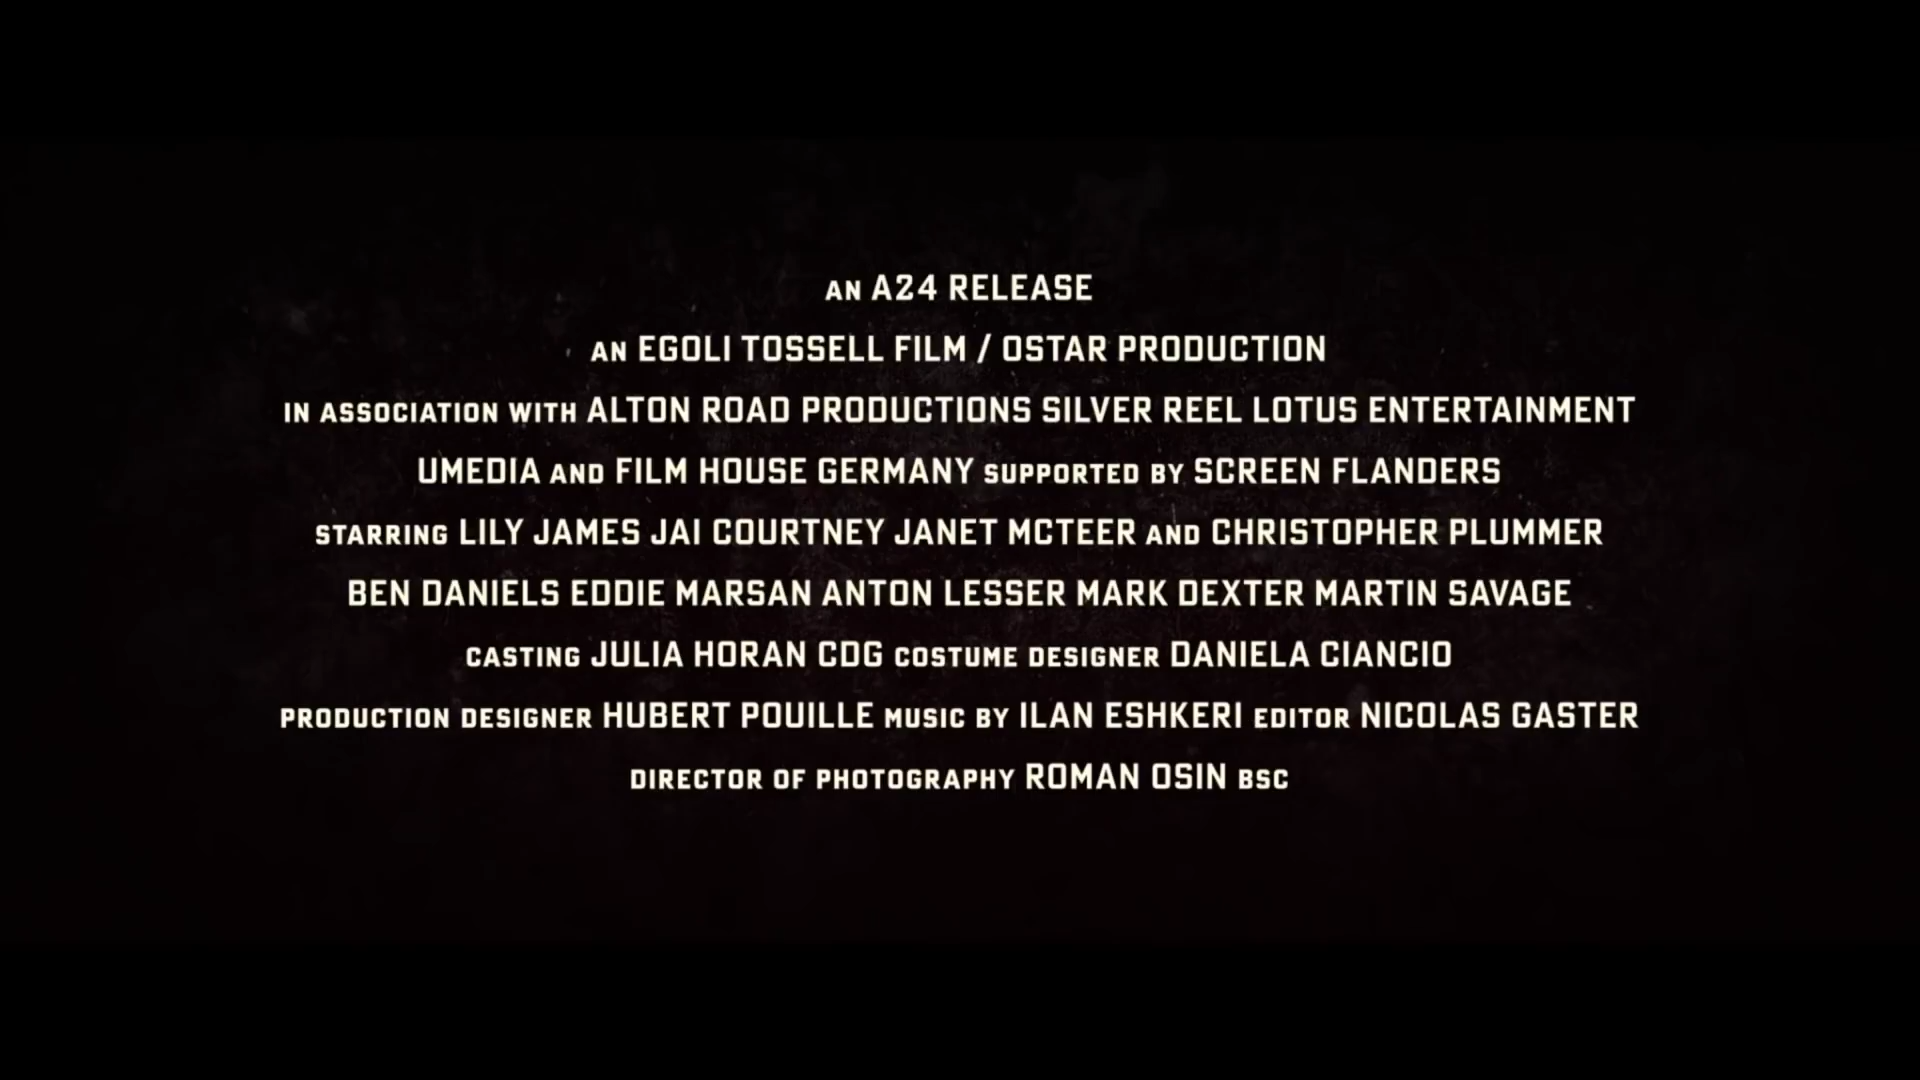 AN A24 RELEASE
AN EGOLI TOSSELL FILM / OSTAR PRODUCTION
IN ASSOCIATION WITH ALTON ROAD PRODUCTIONS SILVER REEL LOTUS ENTERTAINMENT
UMEDIA AND FILM HOUSE GERMANY SUPPORTED BY SCREEN FLANDERS
STARRING LILY JAMES JAI COURTNEY JANET MCTEER AND CHRISTOPHER PLUMMER
BEN DANIELS EDDIE MARSAN ANTON LESSER MARK DEXTER MARTIN SAVAGE
CASTING JULIA HORAN CDG COSTUME DESIGNER DANIELA CIANCIO
PRODUCTION DESIGNER HUBERT POUILLE MUSIC BY ILAN ESHKERI EDITOR NICOLAS GASTER
DIRECTOR OF PHOTOGRAPHY ROMAN OSIN BSC